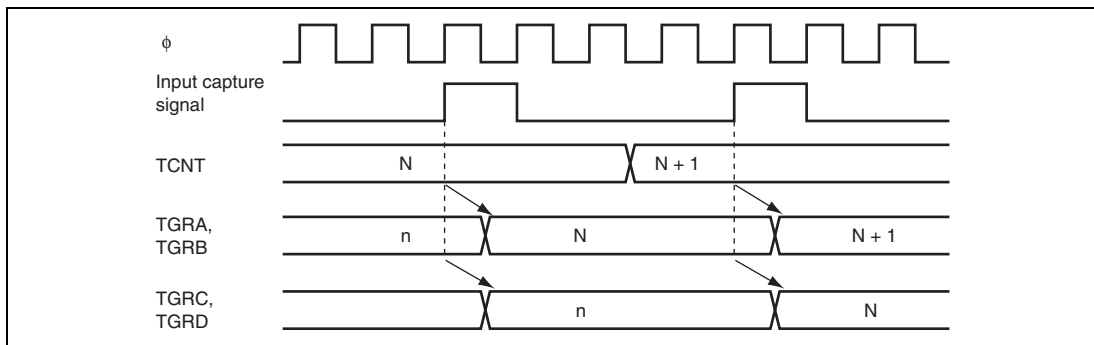 ϕ
Input capture
signal
TCNT
N
N + 1
TGRA,
TGRB
n
N
N + 1
TGRC,
TGRD
n
N